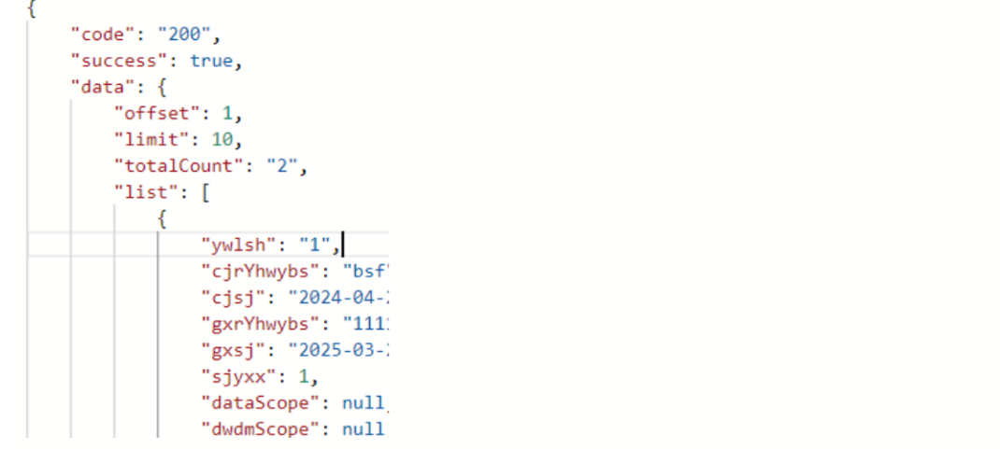 {
"code": "200",
"success": true,
"data": {
"offset": 1,
"limit": 10,
"totalCount": "2",
"list": [
{
"ywlsh": "1",
"cjrYhwybs": "bsf"
"cjsj": "2024-04-
"gxrYhwybs": "111
"gxsj": "2025-03-
"sjyxx": 1,
"dataScope": null
"dwdmScope": null